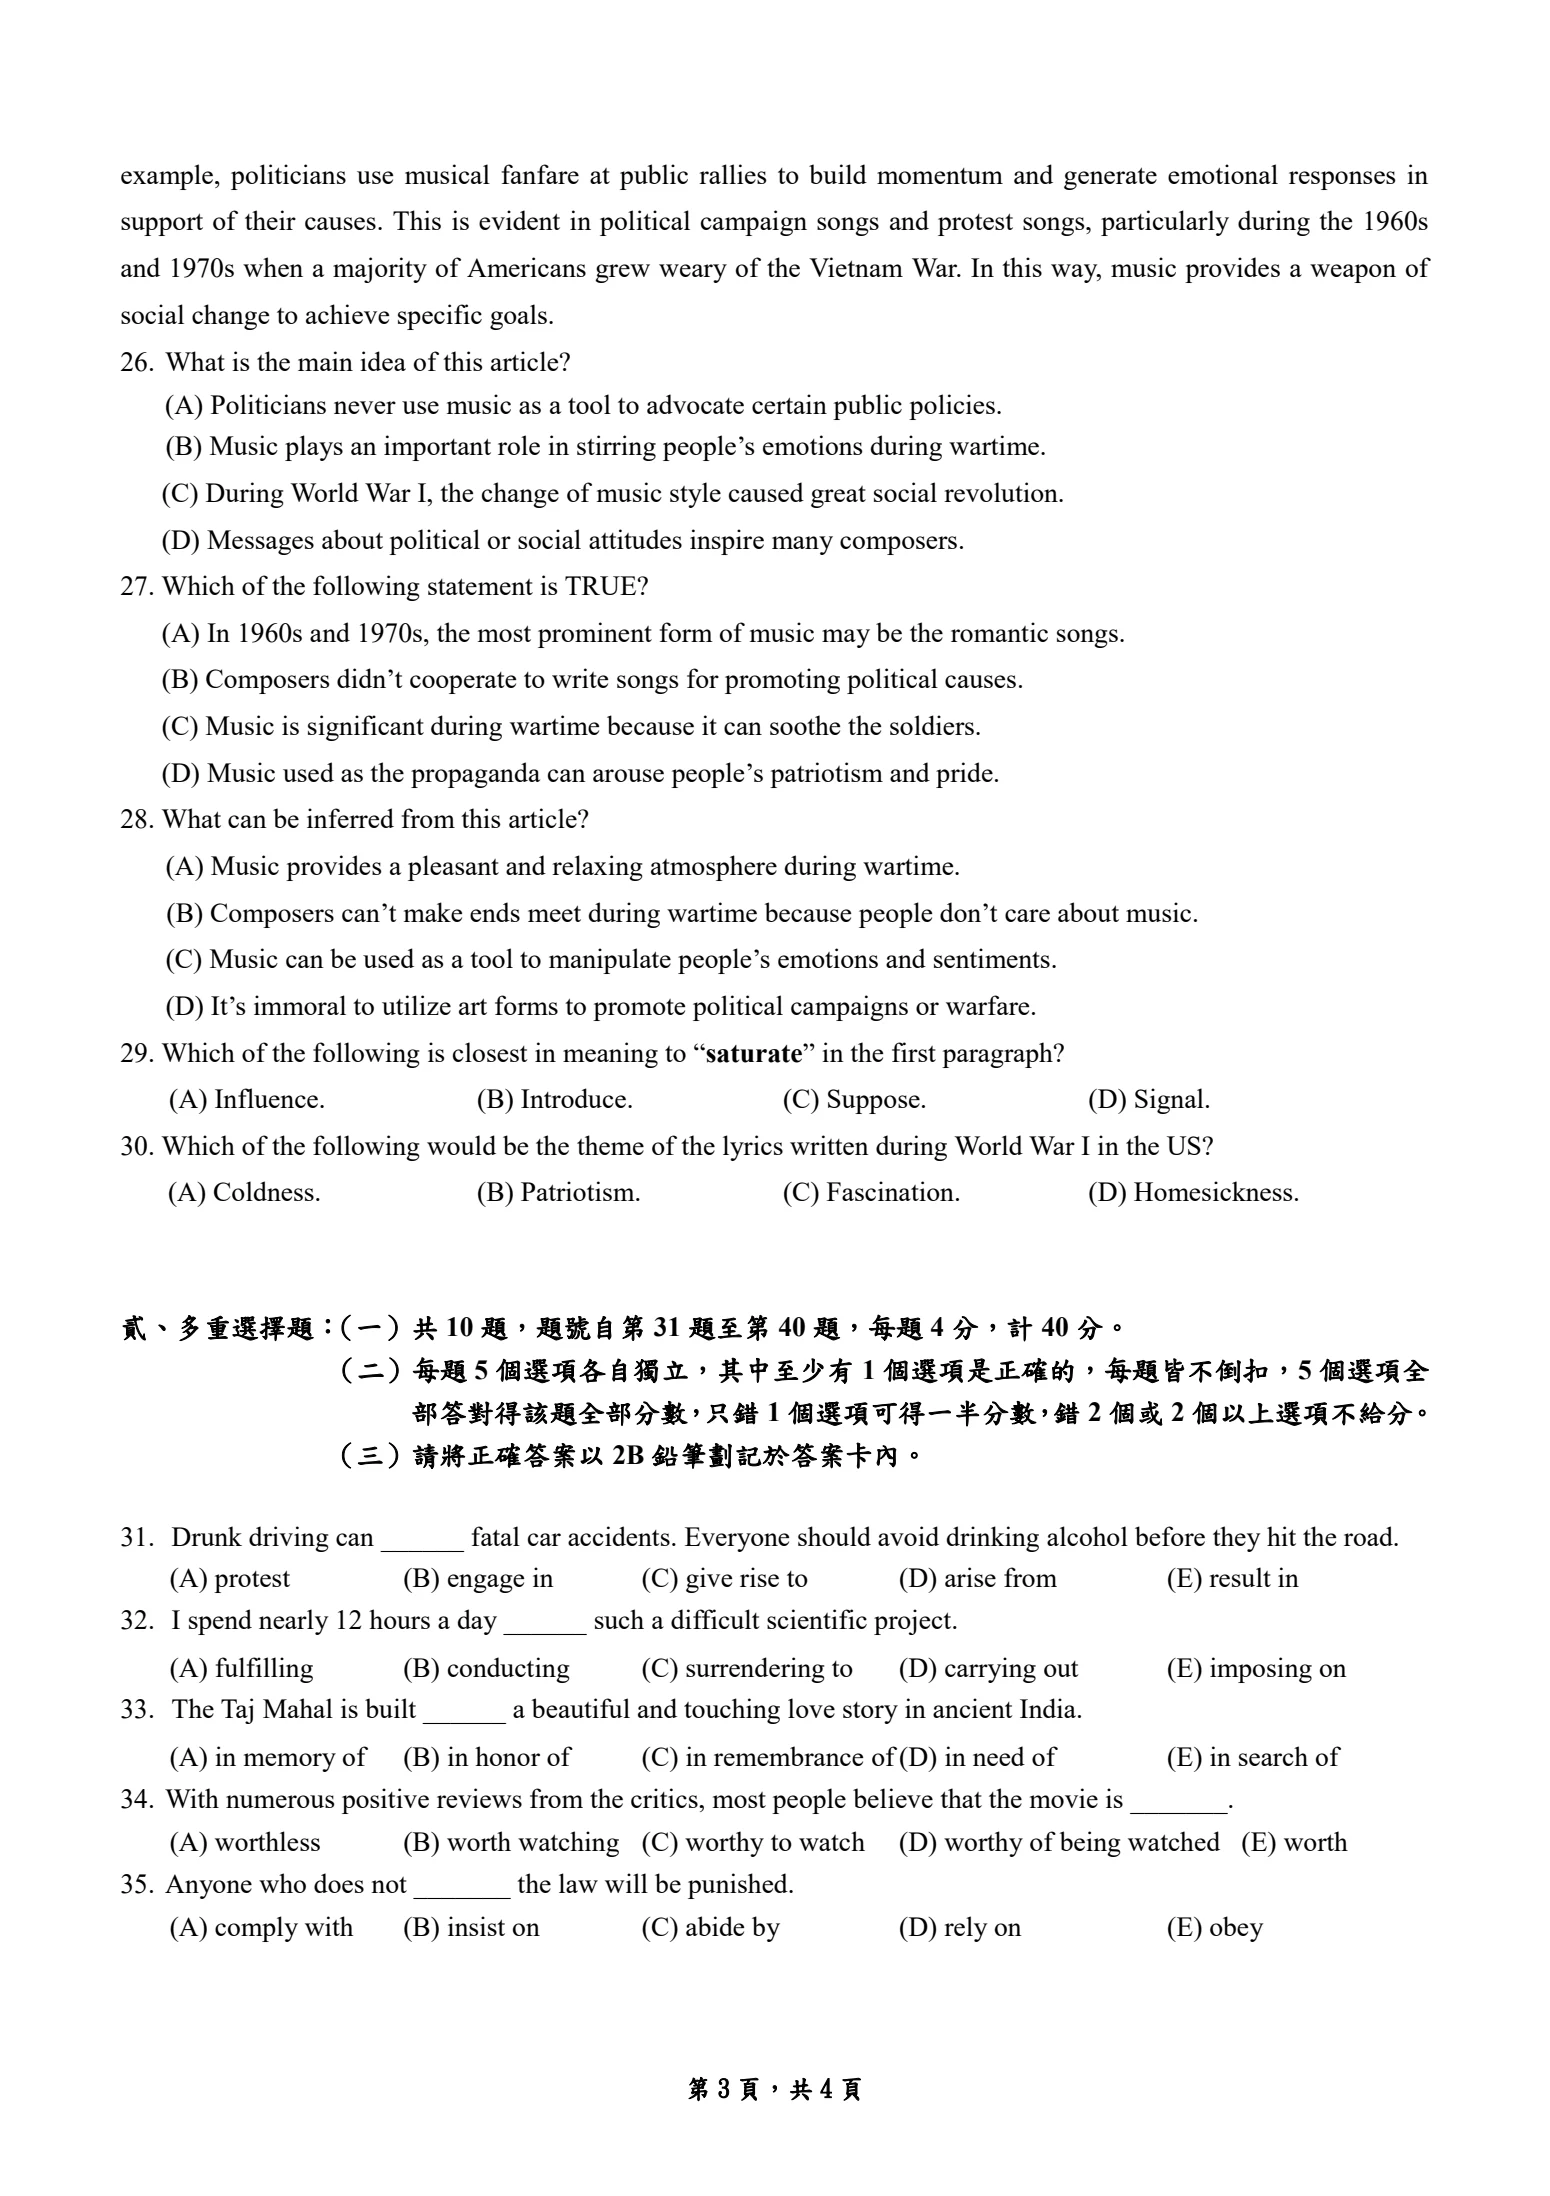 example, politicians use musical fanfare at public rallies to build momentum and generate emotional responses in
support of their causes. This is evident in political campaign songs and protest songs, particularly during the 1960s
and 1970s when a majority of Americans grew weary of the Vietnam War. In this way, music provides a weapon of
social change to achieve specific goals.
26. What is the main idea of this article?
(A) Politicians never use music as a tool to advocate certain public policies.
(B) Music plays an important role in stirring people’s emotions during wartime.
(C) During World War I, the change of music style caused great social revolution.
(D) Messages about political or social attitudes inspire many composers.
27. Which of the following statement is TRUE?
(A) In 1960s and 1970s, the most prominent form of music may be the romantic songs.
(B) Composers didn’t cooperate to write songs for promoting political causes.
(C) Music is significant during wartime because it can soothe the soldiers.
(D) Music used as the propaganda can arouse people’s patriotism and pride.
28. What can be inferred from this article?
(A) Music provides a pleasant and relaxing atmosphere during wartime.
(B) Composers can’t make ends meet during wartime because people don’t care about music.
(C) Music can be used as a tool to manipulate people’s emotions and sentiments.
(D) It’s immoral to utilize art forms to promote political campaigns or warfare.
29. Which of the following is closest in meaning to “saturate” in the first paragraph?
(A) Influence. (B) Introduce. (C) Suppose. (D) Signal.
30. Which of the following would be the theme of the lyrics written during World War I in the US?
(A) Coldness. (B) Patriotism. (C) Fascination. (D) Homesickness.
貳、多重選擇題：（一）共 10 題，題號自第 31 題至第 40 題，每題 4 分，計 40 分。
（二）每題 5 個選項各自獨立，其中至少有 1 個選項是正確的，每題皆不倒扣，5 個選項全
部答對得該題全部分數，只錯 1 個選項可得一半分數，錯 2 個或 2 個以上選項不給分。
（三）請將正確答案以 2B 鉛筆劃記於答案卡內。
31. Drunk driving can ______ fatal car accidents. Everyone should avoid drinking alcohol before they hit the road.
(A) protest (B) engage in (C) give rise to (D) arise from (E) result in
32. I spend nearly 12 hours a day ______ such a difficult scientific project.
(A) fulfilling (B) conducting (C) surrendering to (D) carrying out (E) imposing on
33. The Taj Mahal is built ______ a beautiful and touching love story in ancient India.
(A) in memory of (B) in honor of (C) in remembrance of (D) in need of (E) in search of
34. With numerous positive reviews from the critics, most people believe that the movie is _______.
(A) worthless (B) worth watching (C) worthy to watch (D) worthy of being watched (E) worth
35. Anyone who does not _______ the law will be punished.
(A) comply with (B) insist on (C) abide by (D) rely on (E) obey
第 3 頁，共 4 頁